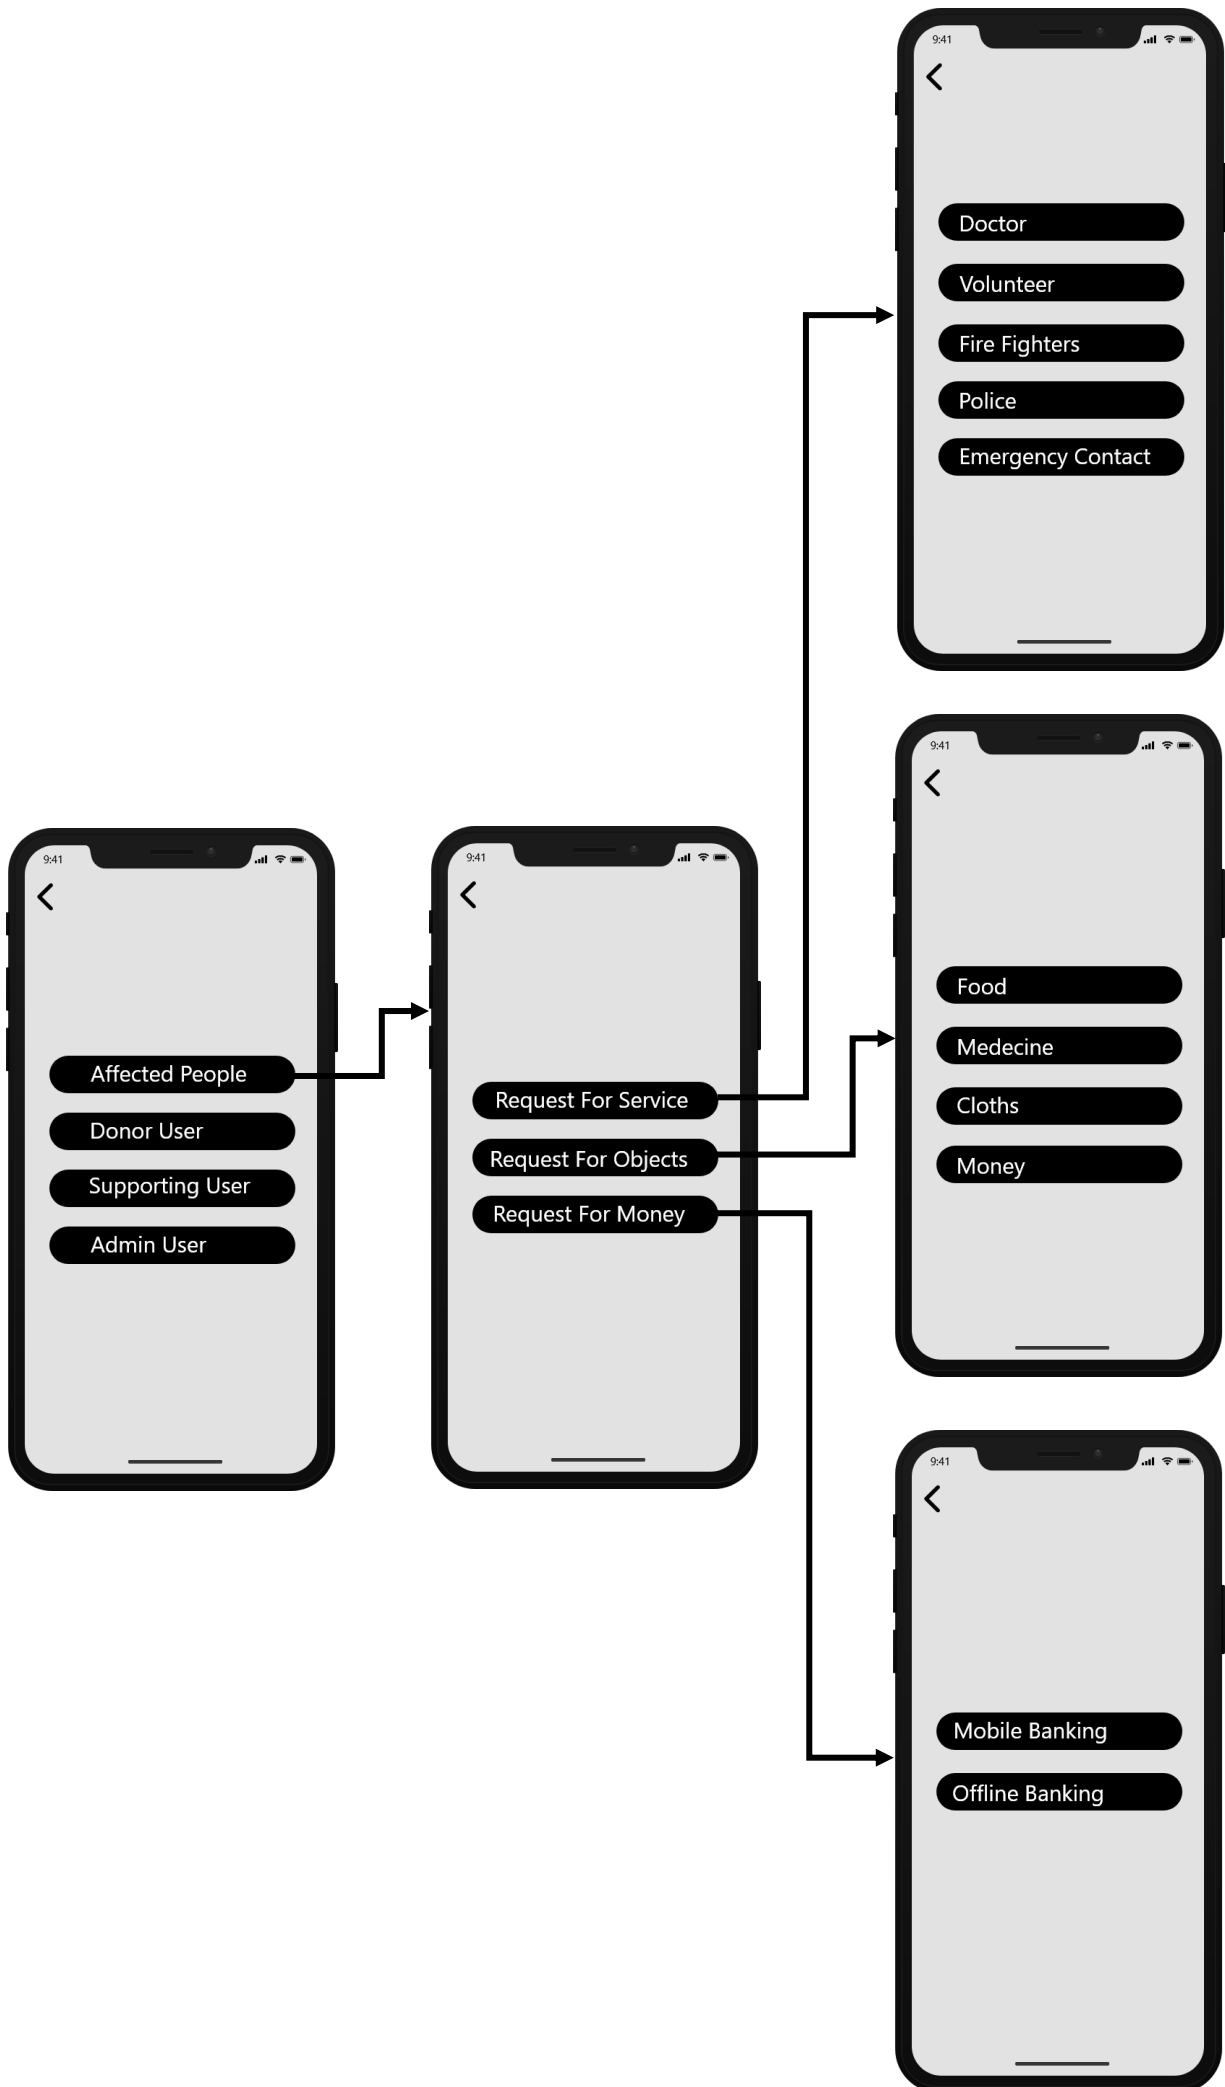 9:41
Doctor
Volunteer
Fire Fighters
Police
Emergency Contact
9:41
Food
Medecine
Cloths
Money
9:41
Affected People
Donor User
Supporting User
Admin User
9:41
Request For Service
Request For Objects
Request For Money
9:41
Mobile Banking
Offline Banking